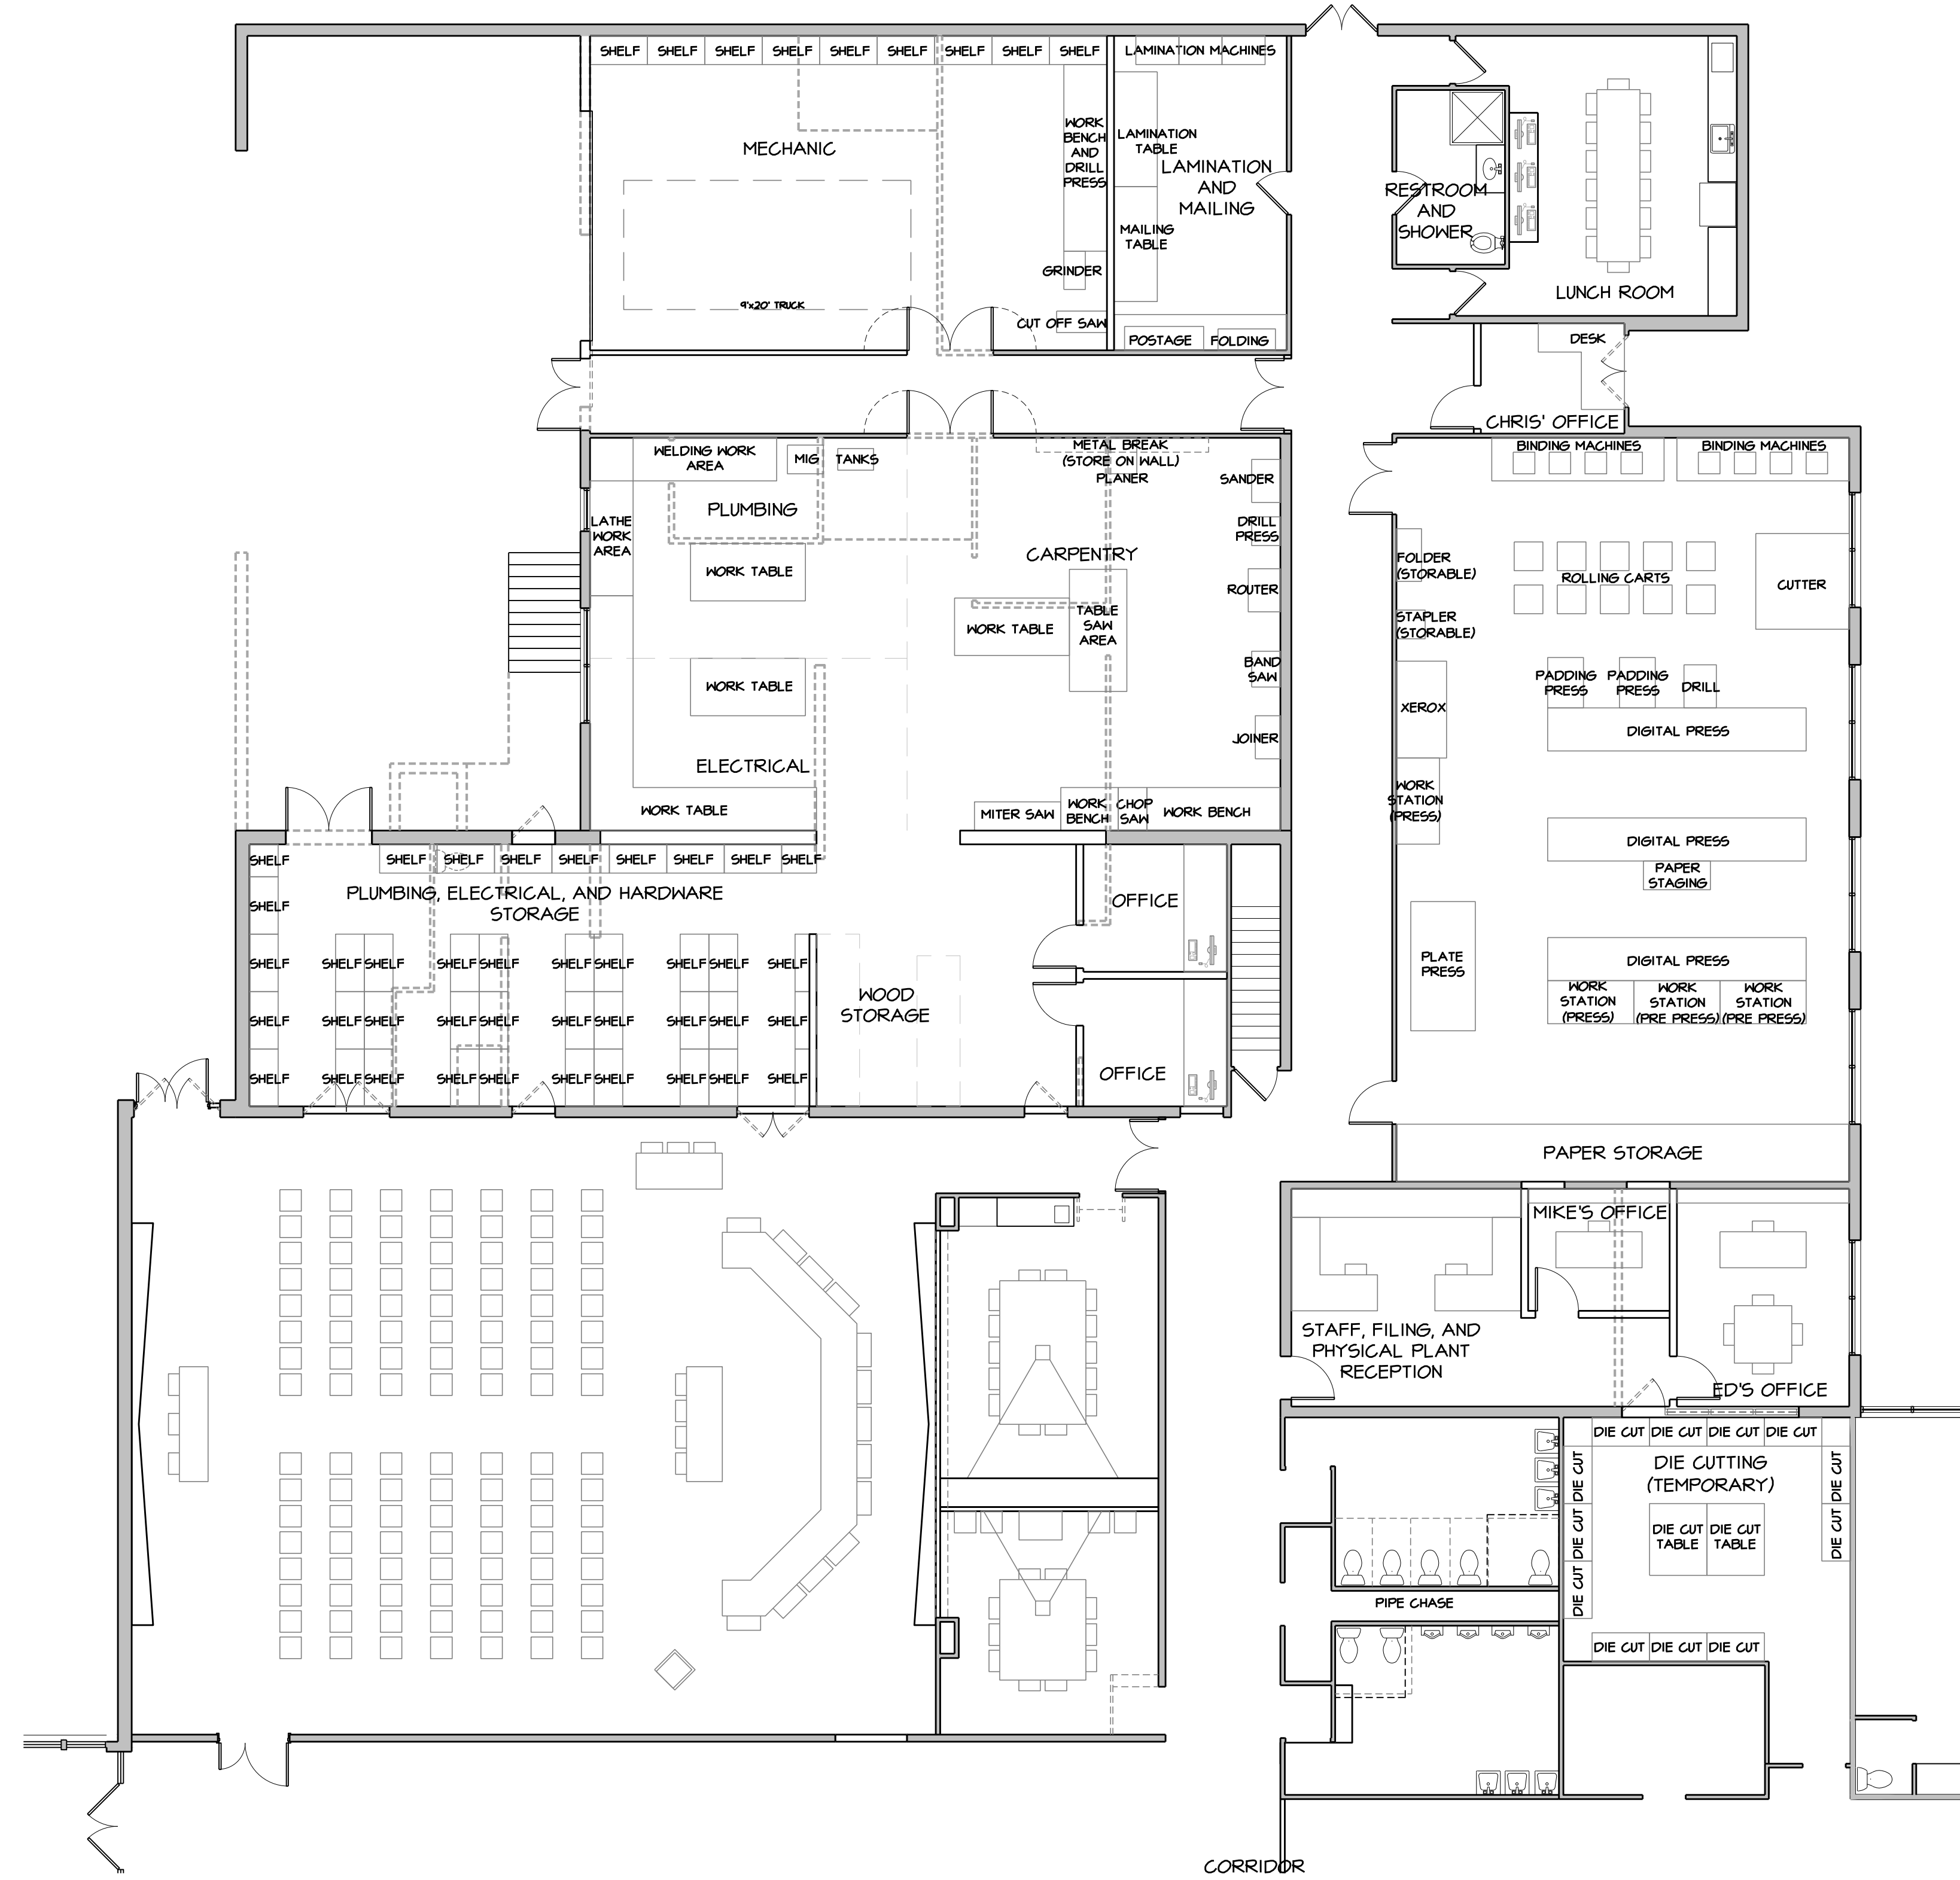 SHELF SHELF SHELF SHELF SHELF SHELF SHELF SHELF SHELF
LAMINATION MACHINES
MECHANIC
WORK
BENCH
AND
DRILL
PRESS
LAMINATION
TABLE
LAMINATION
AND
MAILING
MAILING
TABLE
GRINDER
9'x20' TRUCK
CUT OFF SAW
POSTAGE
FOLDING
RESTROOM
AND
SHOWER
LUNCH ROOM
DESK
CHRIS' OFFICE
WELDING WORK
AREA
MIG
TANKS
METAL BREAK
(STORE ON WALL)
PLANER
SANDER
PLUMBING
LATHE
WORK
AREA
DRILL
PRESS
CARPENTRY
WORK TABLE
ROUTER
WORK TABLE
TABLE
SAW
AREA
BAND
SAW
WORK TABLE
JOINER
ELECTRICAL
WORK TABLE
MITER SAW
WORK
BENCH
CHOP
SAW
WORK BENCH
BINDING MACHINES
BINDING MACHINES
FOLDER
(STORABLE)
ROLLING CARTS
CUTTER
STAPLER
(STORABLE)
PADDING
PRESS
PADDING
PRESS
DRILL
XEROX
DIGITAL PRESS
WORK
STATION
(PRESS)
DIGITAL PRESS
PAPER
STAGING
PLATE
PRESS
DIGITAL PRESS
WORK
STATION
(PRESS)
WORK
STATION
(PRE PRESS)
WORK
STATION
(PRE PRESS)
PAPER STORAGE
SHELF SHELF SHELF SHELF SHELF SHELF SHELF SHELF SHELF
PLUMBING, ELECTRICAL, AND HARDWARE
STORAGE
SHELF
OFFICE
SHELF SHELF SHELF SHELF SHELF SHELF SHELF SHELF SHELF SHELF
WOOD
STORAGE
SHELF SHELF SHELF SHELF SHELF SHELF SHELF SHELF SHELF SHELF
OFFICE
SHELF SHELF SHELF SHELF SHELF SHELF SHELF SHELF SHELF SHELF
MIKE'S OFFICE
STAFF, FILING, AND
PHYSICAL PLANT
RECEPTION
ED'S OFFICE
DIE CUT DIE CUT DIE CUT DIE CUT
DIE CUTTING
(TEMPORARY)
DIE CUT
DIE CUT
DIE CUT
DIE CUT
DIE CUT
DIE CUT
TABLE
DIE CUT
TABLE
PIPE CHASE
DIE CUT DIE CUT DIE CUT
CORRIDOR